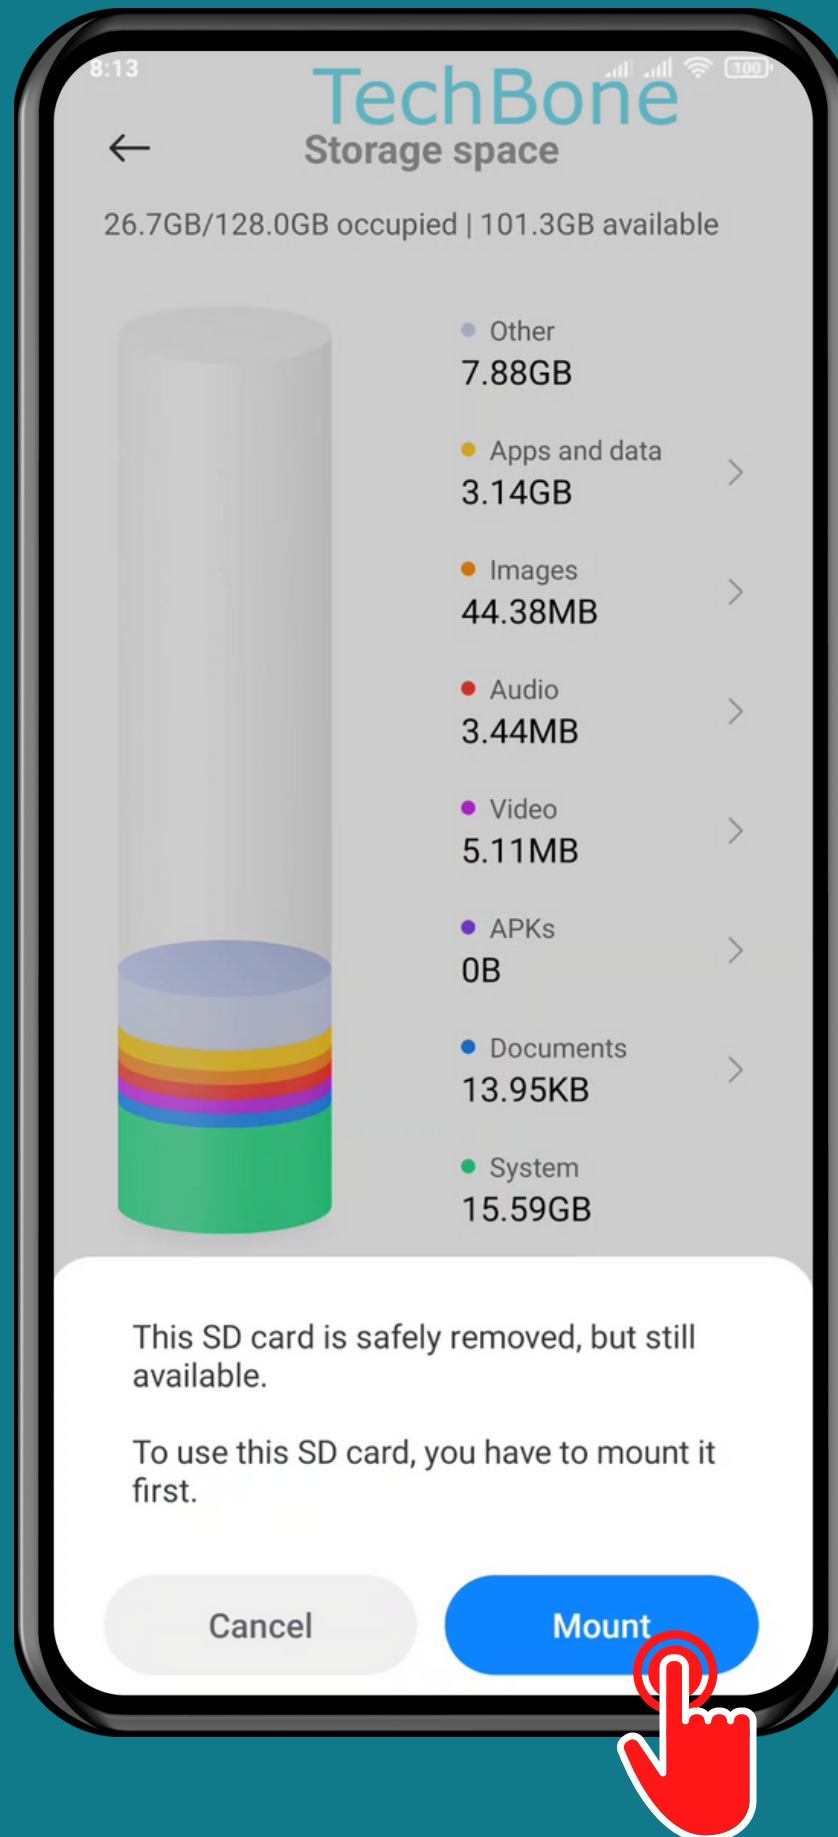 8:13
TechBone
100
Storage space
26.7GB/128.0GB occupied | 101.3GB available
Other
7.88GB
Apps and data
3.14GB
Images
44.38MB
Audio
3.44MB
Video
5.11MB
APKs
0B
Documents
13.95KB
System
15.59GB
This SD card is safely removed, but still
available.
To use this SD card, you have to mount it
first.
Cancel
Mount